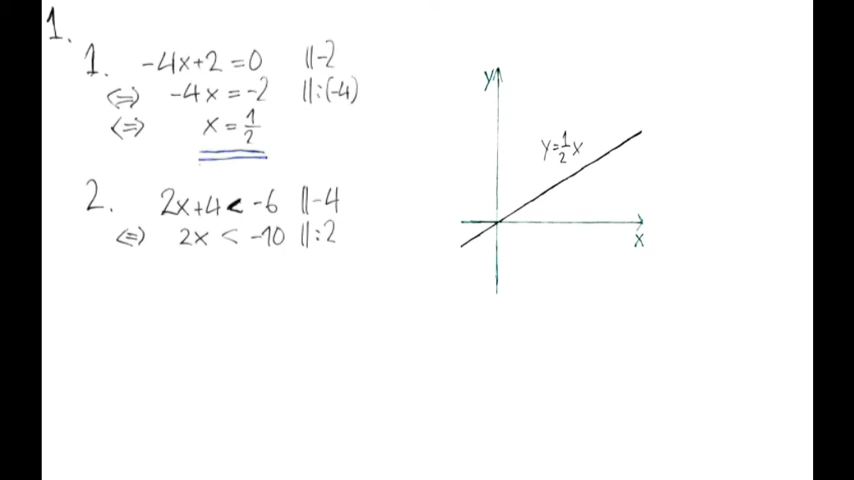 1.
1. -4x+2=0 ||-2
⇔ -4x=-2 ||:(-4)
⇔ x=1/2
2. 2x+4<-6 ||-4
⇔ 2x<-10 ||:2
y
y=1/2x
x